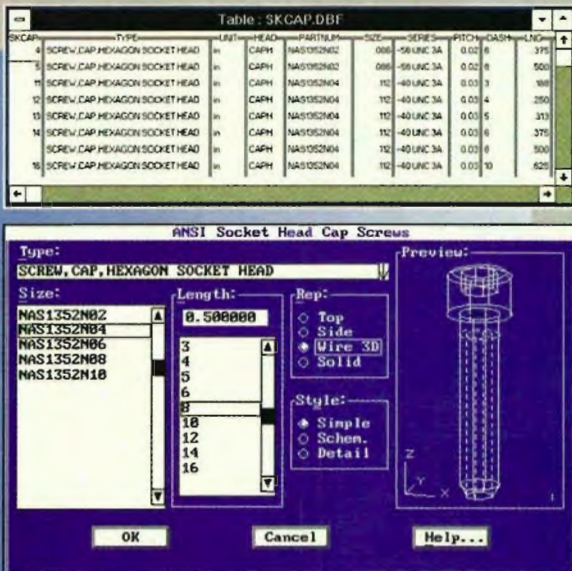 Table : SKCAP.DBF
SKCAP TYPE UNIT HEAD PARTNUM SIZE SERIES PITCH DASH LNG
4 SCREW,CAP,HEXAGON SOCKET HEAD in CAPH NAS1352N02 .086 -56 UNC 3A 0.02 6 .375
5 SCREW,CAP,HEXAGON SOCKET HEAD in CAPH NAS1352N02 .086 -56 UNC 3A 0.02 8 .500
11 SCREW,CAP,HEXAGON SOCKET HEAD in CAPH NAS1352N04 .112 -40 UNC 3A 0.03 3 .188
12 SCREW,CAP,HEXAGON SOCKET HEAD in CAPH NAS1352N04 .112 -40 UNC 3A 0.03 4 .250
13 SCREW,CAP,HEXAGON SOCKET HEAD in CAPH NAS1352N04 .112 -40 UNC 3A 0.03 5 .313
14 SCREW,CAP,HEXAGON SOCKET HEAD in CAPH NAS1352N04 .112 -40 UNC 3A 0.03 6 .375
SCREW,CAP,HEXAGON SOCKET HEAD in CAPH NAS1352N04 .112 -40 UNC 3A 0.03 8 .500
16 SCREW,CAP,HEXAGON SOCKET HEAD in CAPH NAS1352N04 .112 -40 UNC 3A 0.03 10 .625
ANSI Socket Head Cap Screws
Type:
SCREW,CAP,HEXAGON SOCKET HEAD
Size:
NAS1352N02
NAS1352N04
NAS1352N06
NAS1352N08
NAS1352N10
Length:
0.500000
3
4
5
6
8
10
12
14
16
Rep:
Top
Side
Wire 3D
Solid
Style:
Simple
Schem.
Detail
Preview:
Z
Y
X
1
OK
Cancel
Help...